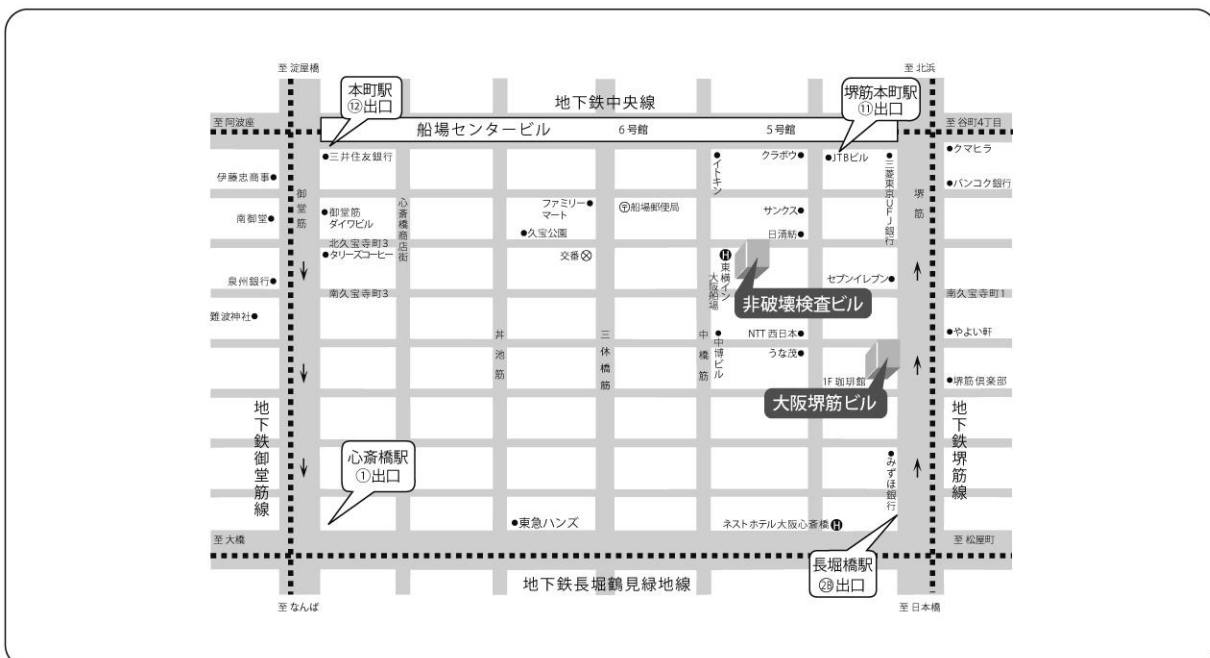 至 淀屋橋
至 北浜
本町駅
⑫出口
地下鉄中央線
堺筋本町駅
⑪出口
至 阿波座
船場センタービル
6号館
5号館
至 谷町4丁目
●三井住友銀行
●イトキン
クラボウ●
●JTBビル
●三菱東京UFJ銀行
●クマヒラ
伊藤忠商事●
●バンコク銀行
御堂筋
心斎橋商店街
堺筋
南御堂●
●御堂筋
ダイワビル
ファミリー●
マート
〒船場郵便局
サンクス●
●久宝公園
日清紡●
北久宝寺町3
●タリーズコーヒー
交番
H東横イン
大阪船場
泉州銀行●
セブンイレブン●
南久宝寺町3
非破壊検査ビル
南久宝寺町1
難波神社●
丼池筋
三休橋筋
中橋筋
●中博ビル
NTT 西日本●
うな茂●
●やよい軒
1F 珈琲館
●堺筋倶楽部
大阪堺筋ビル
地下鉄御堂筋線
地下鉄堺筋線
心斎橋駅
①出口
●みずほ銀行
●東急ハンズ
ネストホテル大阪心斎橋H
至 大橋
至 松屋町
長堀橋駅
2B出口
地下鉄長堀鶴見緑地線
至 なんば
至 日本橋